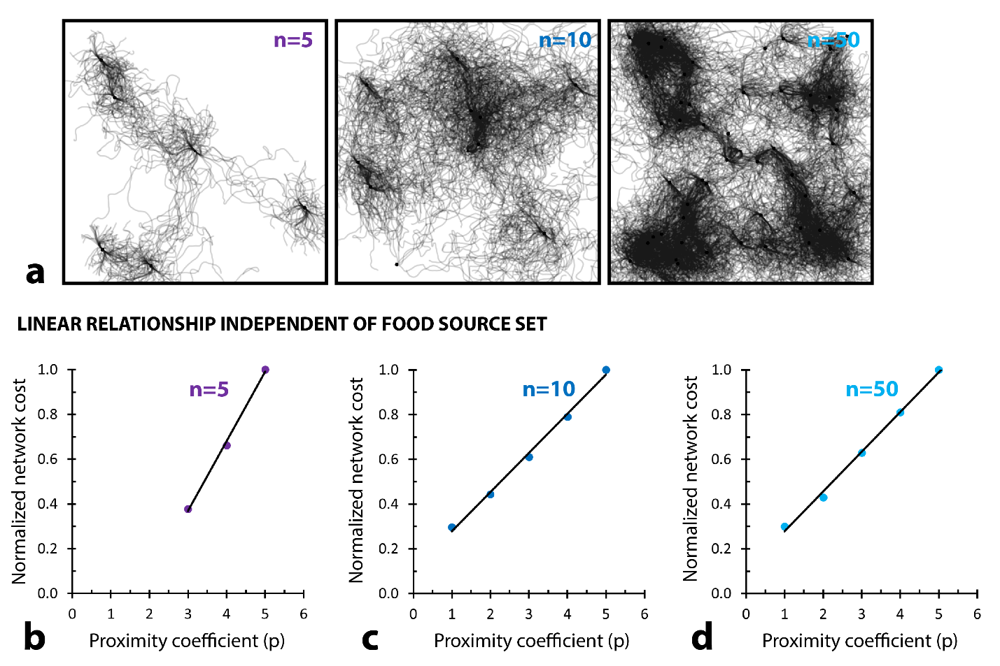 n=5
n=10
n=50
a
LINEAR RELATIONSHIP INDEPENDENT OF FOOD SOURCE SET
Normalized network cost
1.0
0.8
0.6
0.4
0.2
0.0
n=5
0 1 2 3 4 5 6
b
Proximity coefficient (p)
Normalized network cost
1.0
0.8
0.6
0.4
0.2
0.0
n=10
0 1 2 3 4 5 6
c
Proximity coefficient (p)
Normalized network cost
1.0
0.8
0.6
0.4
0.2
0.0
n=50
0 1 2 3 4 5 6
d
Proximity coefficient (p)